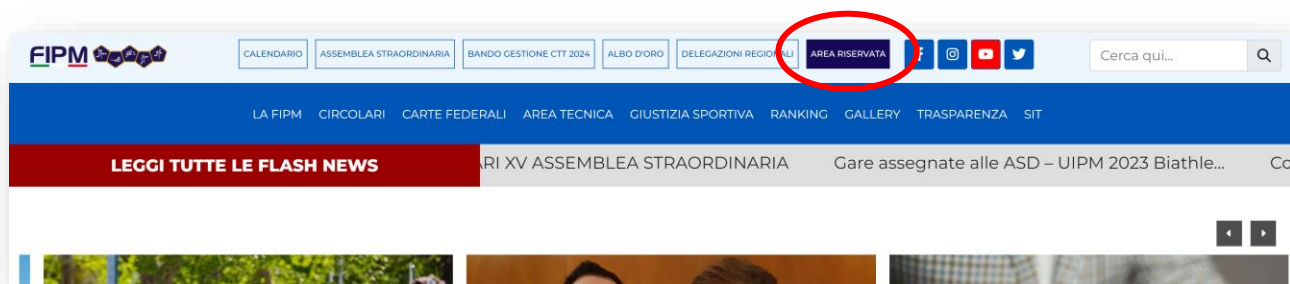 FIPM
CALENDARIO
ASSEMBLEA STRAORDINARIA
BANDO GESTIONE CTT 2024
ALBO D'ORO
DELEGAZIONI REGIONALI
AREA RISERVATA
Cerca qui...
LA FIPM CIRCOLARI CARTE FEDERALI AREA TECNICA GIUSTIZIA SPORTIVA RANKING GALLERY TRASPARENZA SIT
LEGGI TUTTE LE FLASH NEWS
XV ASSEMBLEA STRAORDINARIA Gare assegnate alle ASD – UIPM 2023 Biathle...